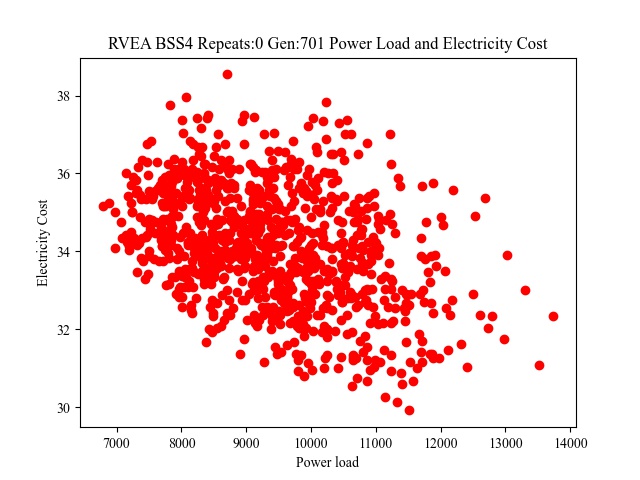 RVEA BSS4 Repeats:0 Gen:701 Power Load and Electricity Cost
38
36
34
32
30
Electricity Cost
7000 8000 9000 10000 11000 12000 13000 14000
Power load